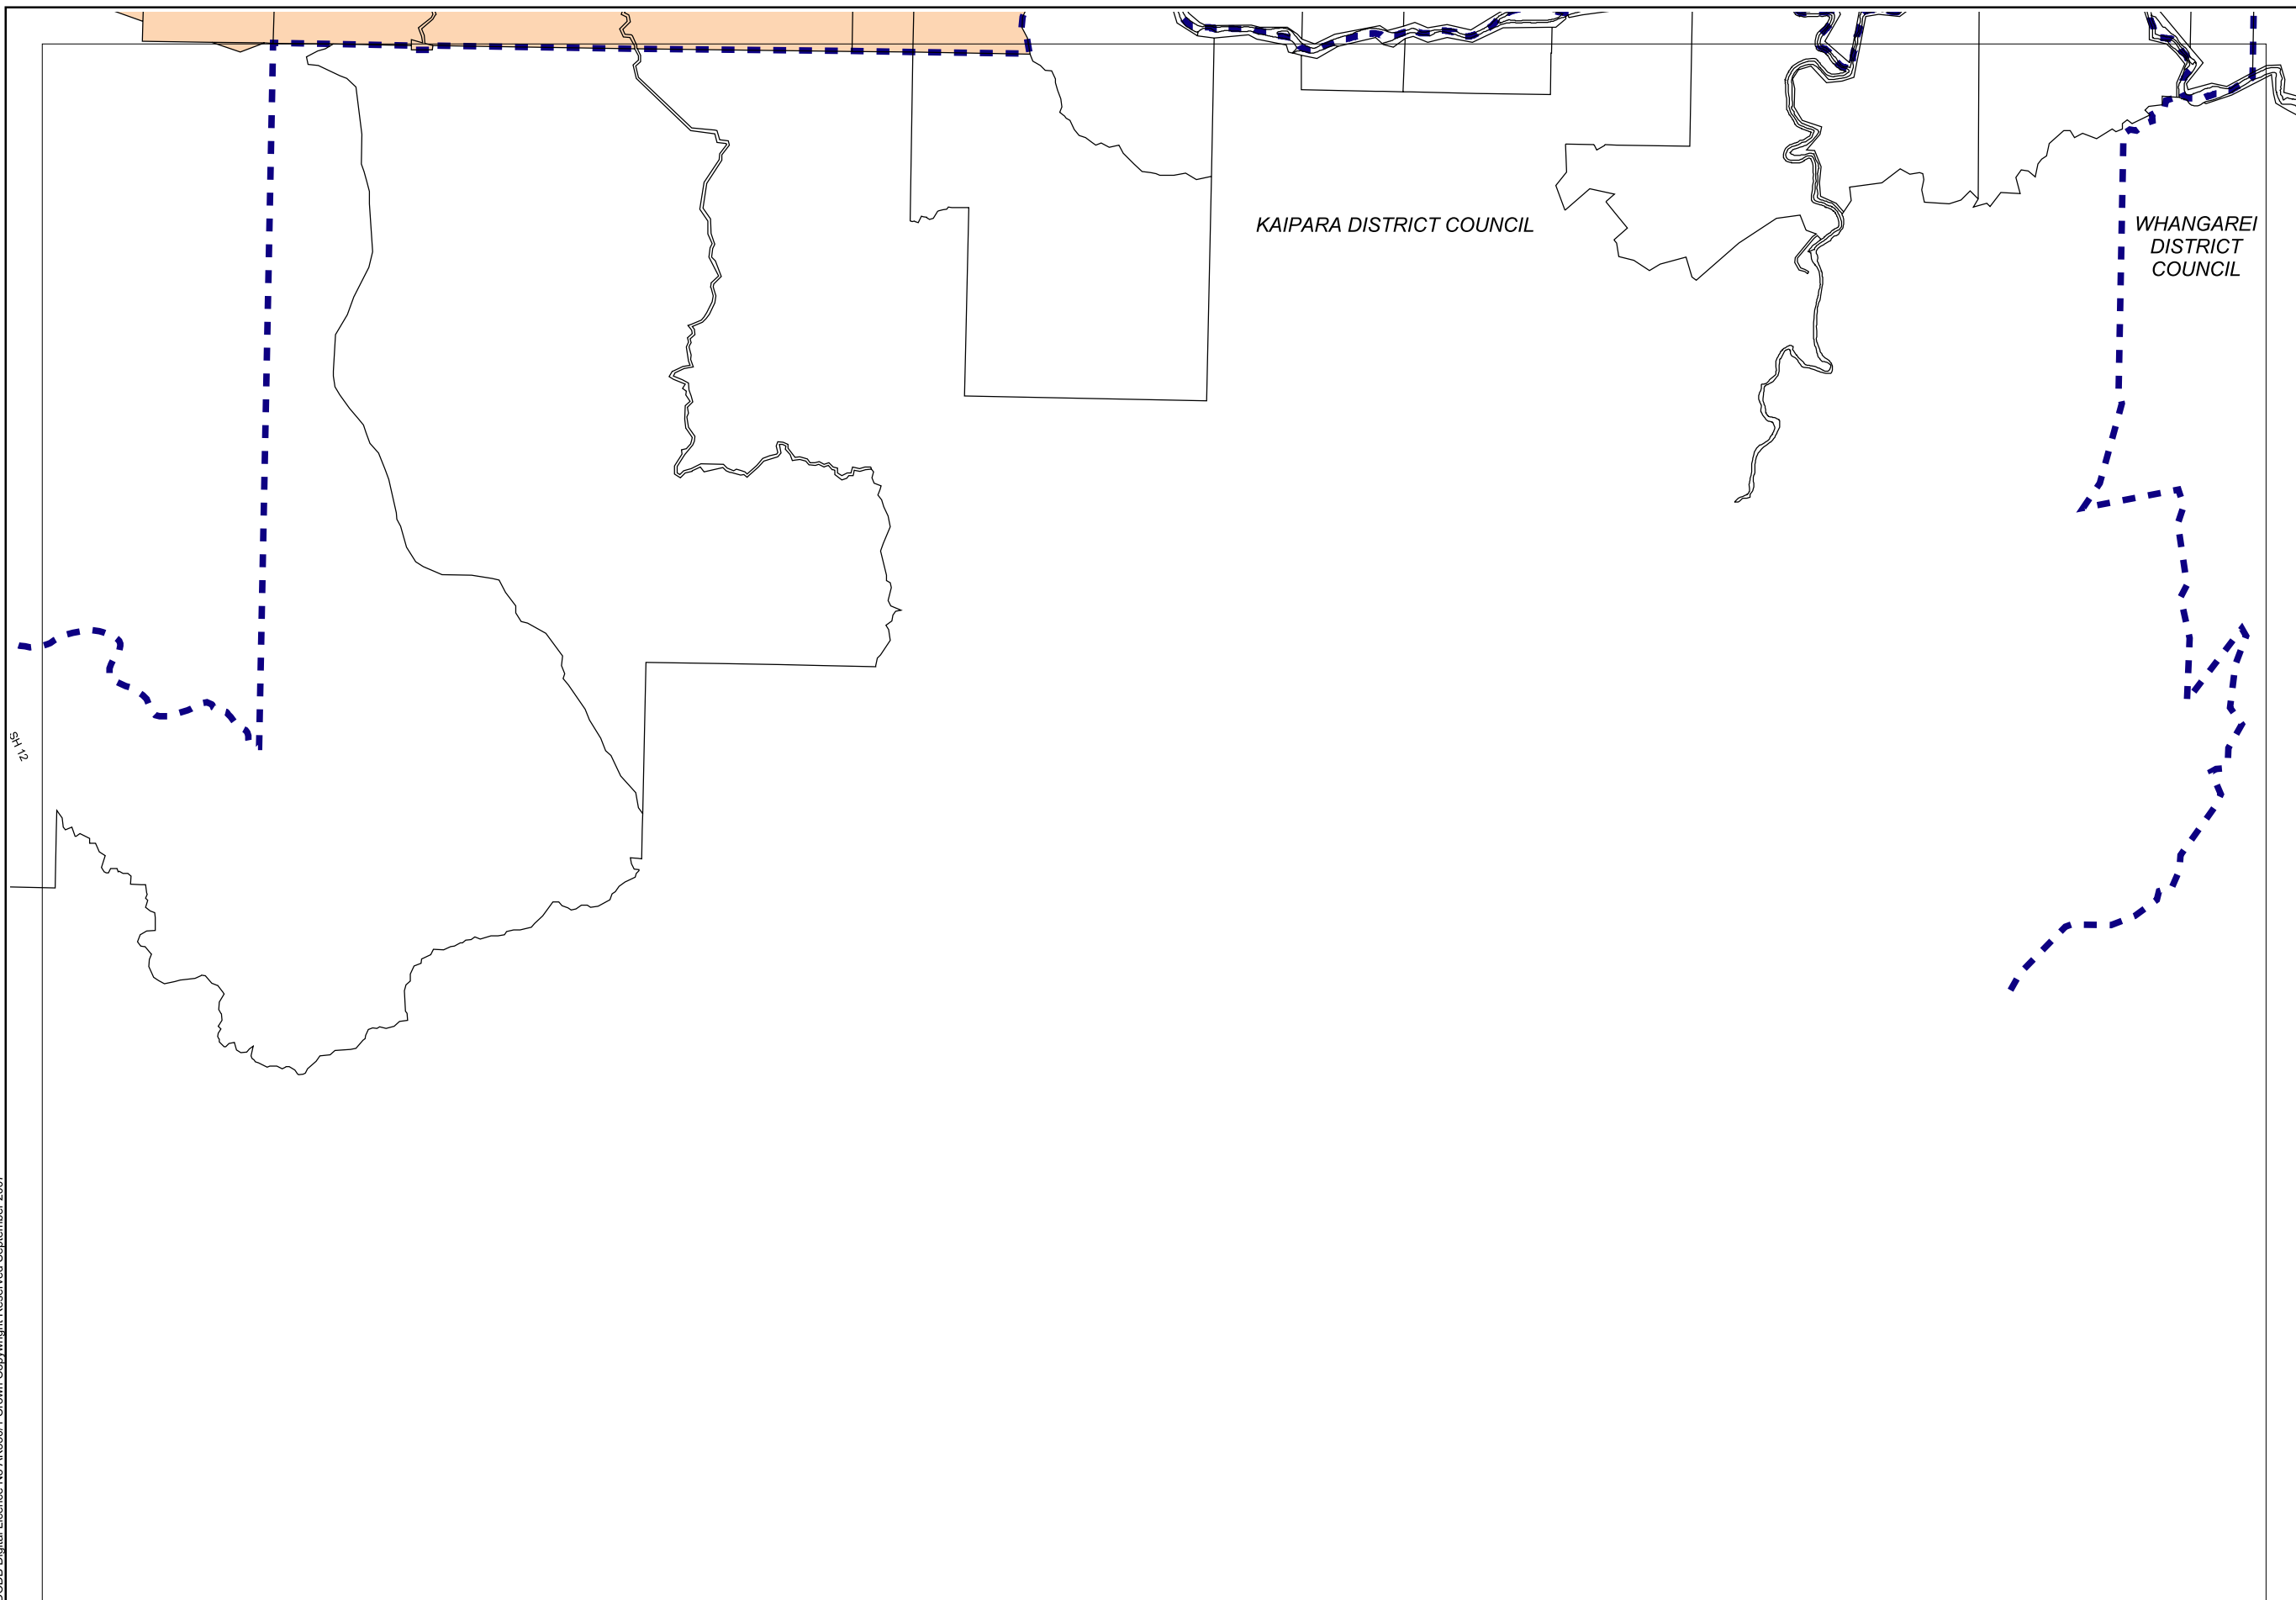 KAIPARA DISTRICT COUNCIL
WHANGAREI
DISTRICT
COUNCIL
SH 12